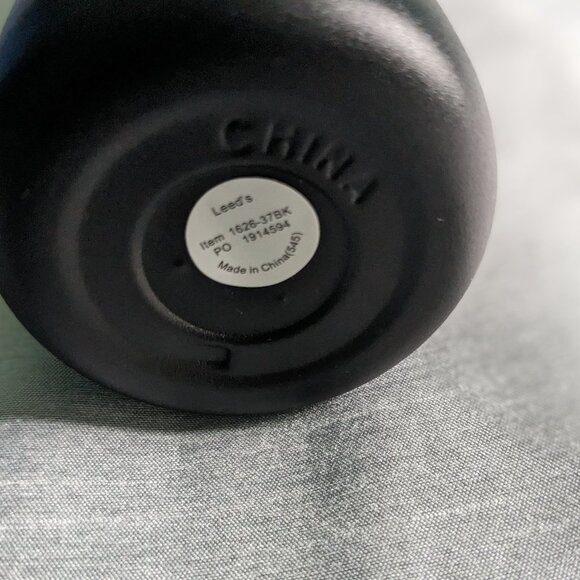 CHINA
Leed's
Item 1626-37BK
PO 1914594
Made in China(545)